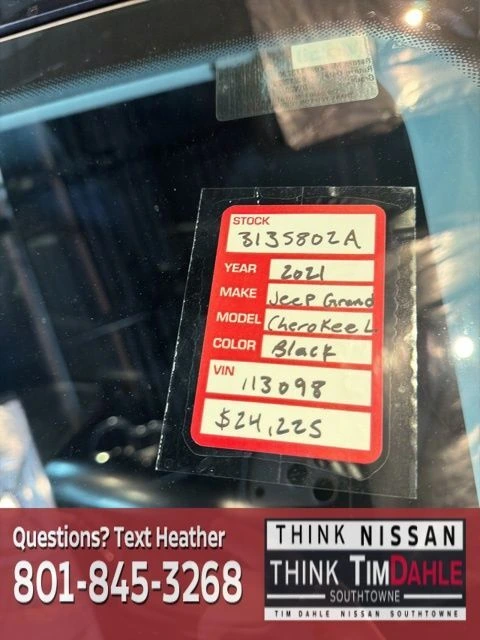 STOCK
3135802A
YEAR 2021
MAKE Jeep Grand
MODEL Cherokee L
COLOR Black
VIN
113098
$24,225
Questions? Text Heather
801-845-3268
THINK NISSAN
THINK TIMDAHLE
SOUTHTOWNE
TIM DAHLE NISSAN SOUTHTOWNE